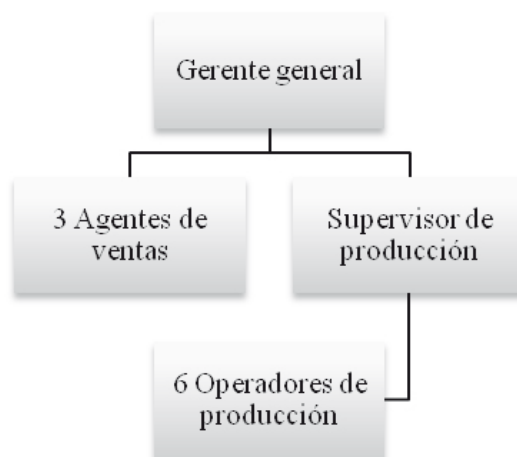 Gerente general
3 Agentes de
ventas
Supervisor de
producción
6 Operadores de
producción